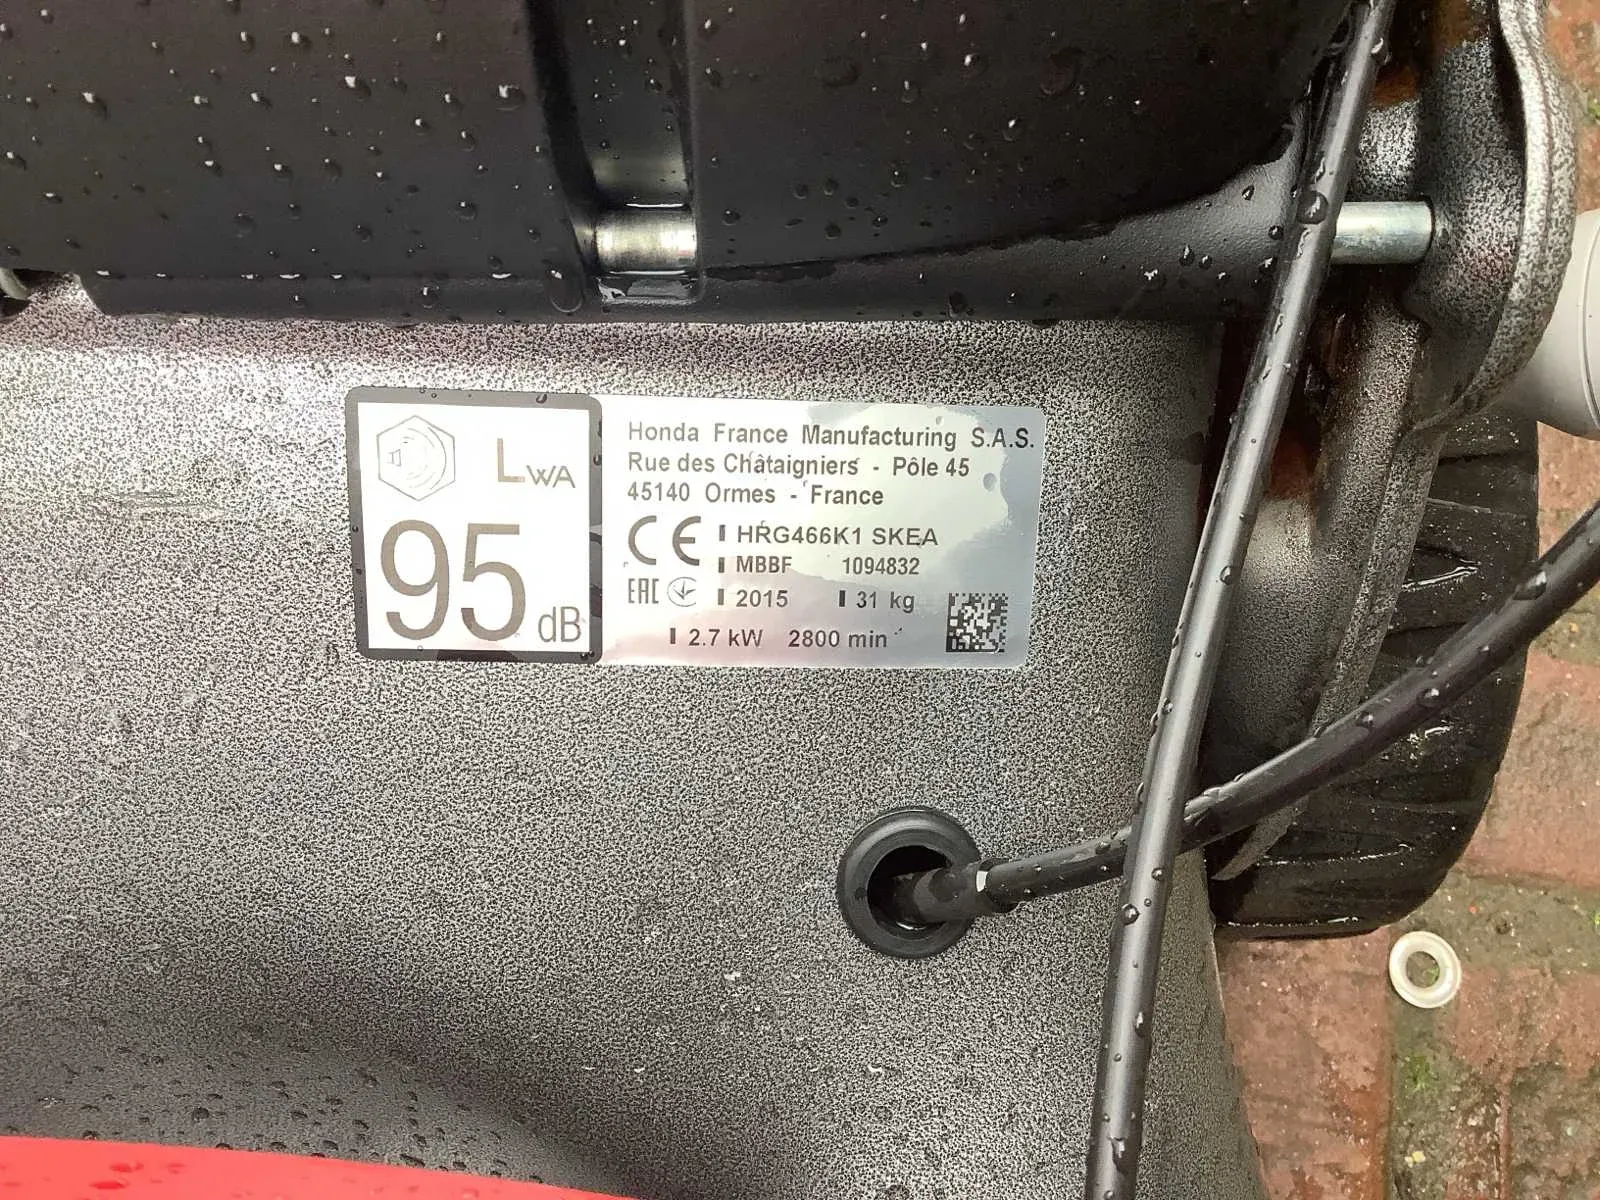 LWA
95 dB
Honda France Manufacturing S.A.S.
Rue des Châtaigniers - Pôle 45
45140 Ormes - France
CE
HRG466K1 SKEA
MBBF 1094832
EAC
2015 31 kg
2.7 kW 2800 min⁻